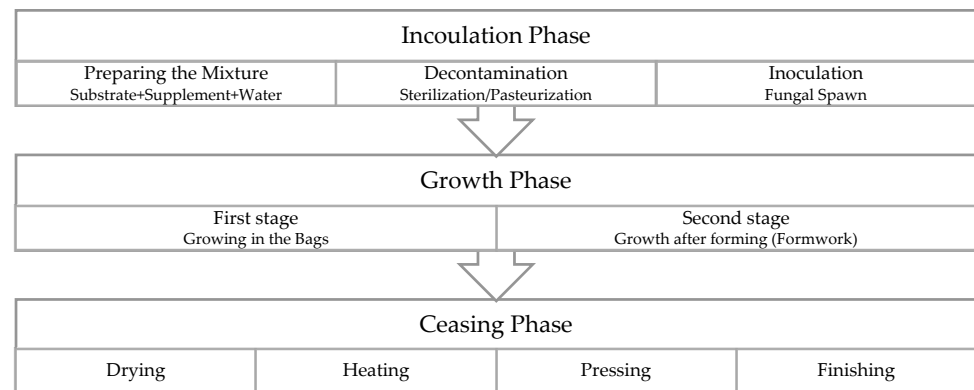 Incoulation Phase
Preparing the Mixture
Substrate+Supplement+Water
Decontamination
Sterilization/Pasteurization
Inoculation
Fungal Spawn
Growth Phase
First stage
Growing in the Bags
Second stage
Growth after forming (Formwork)
Ceasing Phase
Drying
Heating
Pressing
Finishing